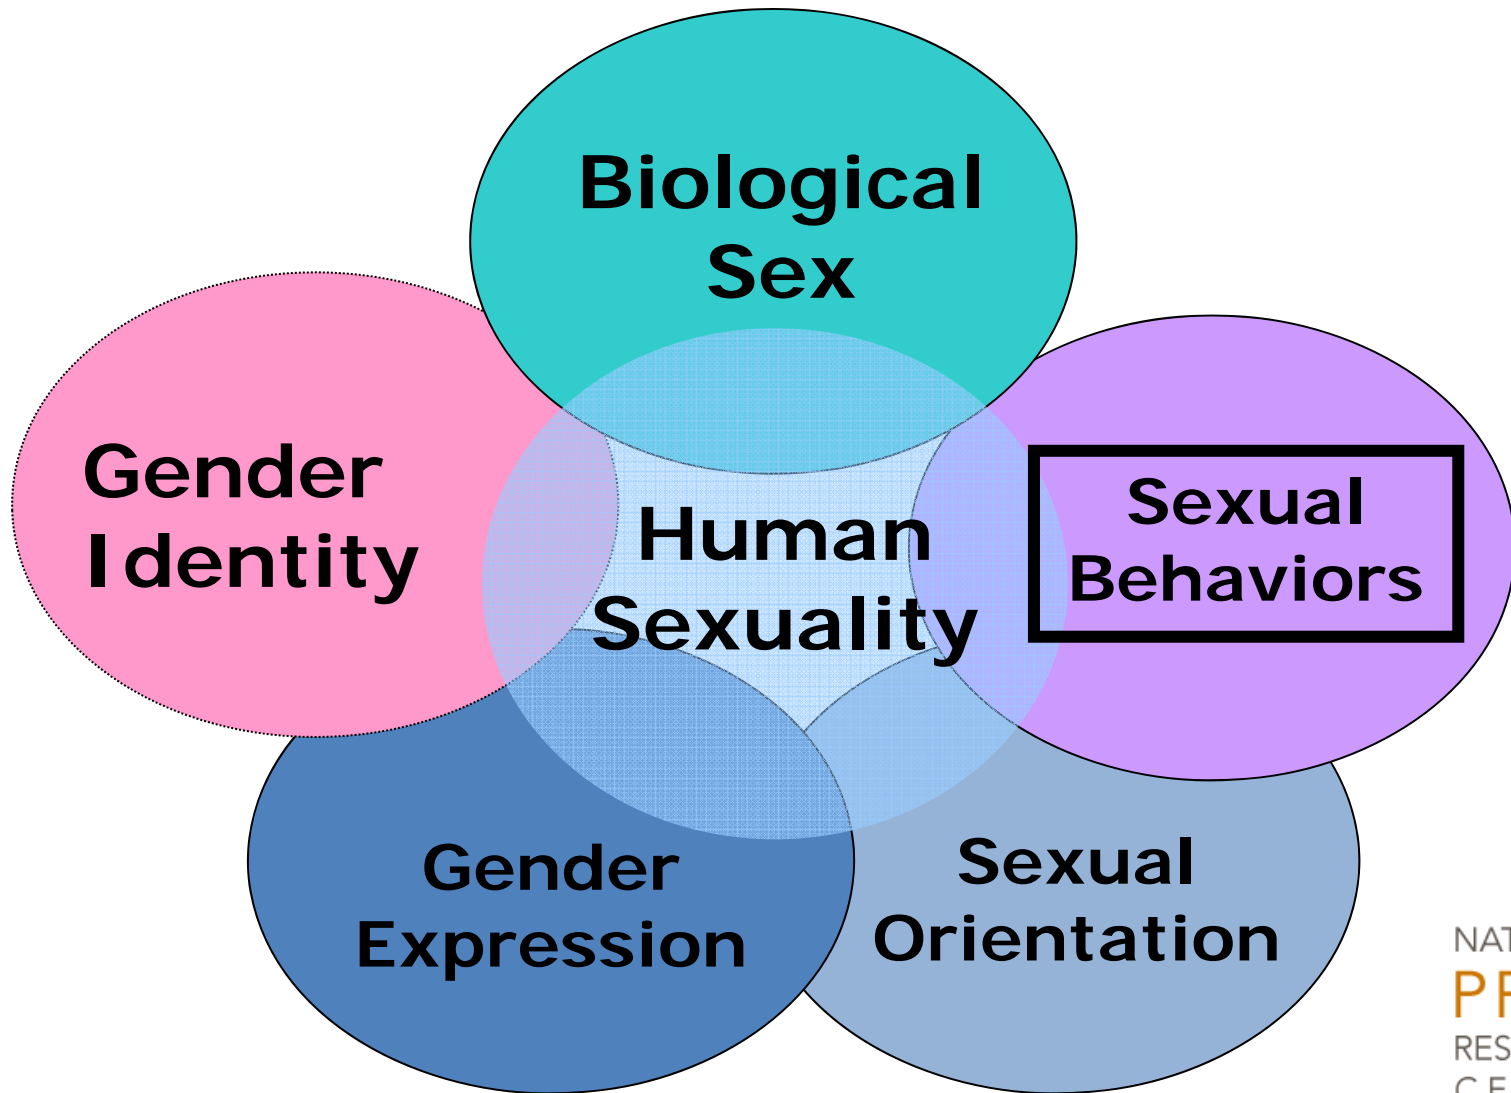 Biological
Sex
Gender
Identity
Human
Sexuality
Sexual
Behaviors
Gender
Expression
Sexual
Orientation